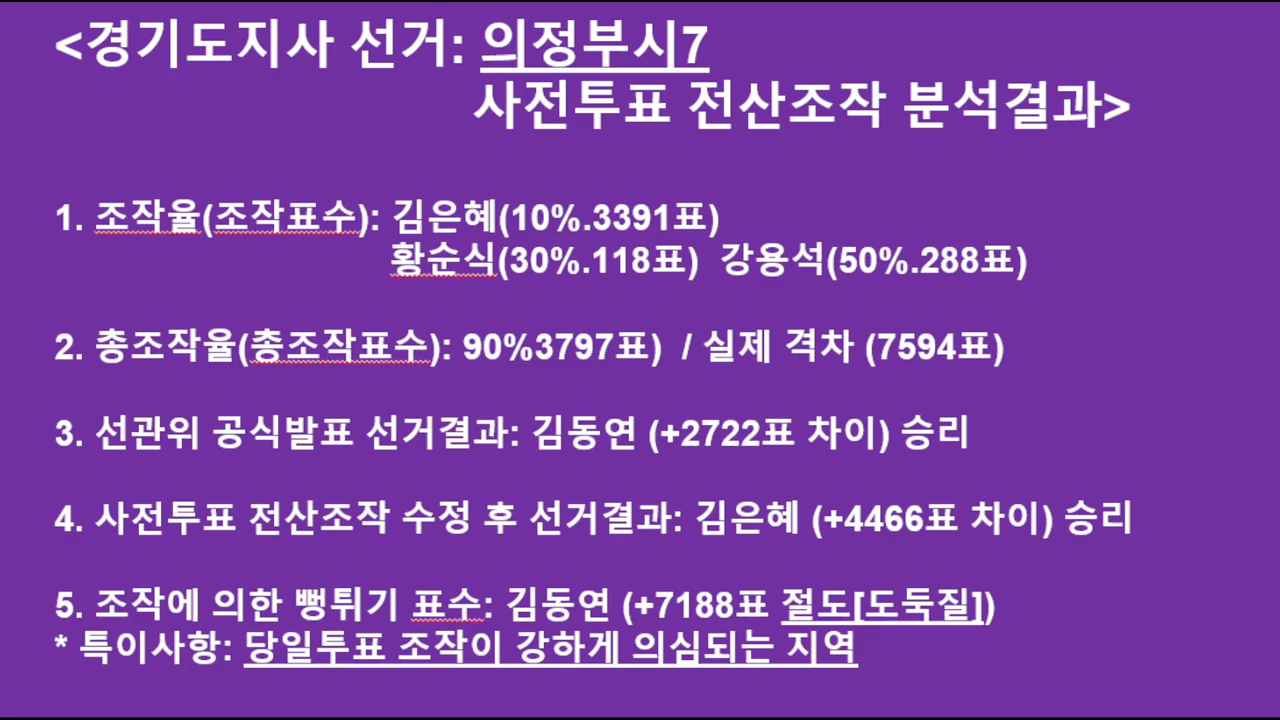 <경기도지사 선거: 의정부시7
사전투표 전산조작 분석결과>
1. 조작율(조작표수): 김은혜(10%.3391표)
황순식(30%.118표) 강용석(50%.288표)
2. 총조작율(총조작표수): 90%3797표) / 실제 격차 (7594표)
3. 선관위 공식발표 선거결과: 김동연 (+2722표 차이) 승리
4. 사전투표 전산조작 수정 후 선거결과: 김은혜 (+4466표 차이) 승리
5. 조작에 의한 뻥튀기 표수: 김동연 (+7188표 절도[도둑질])
* 특이사항: 당일투표 조작이 강하게 의심되는 지역